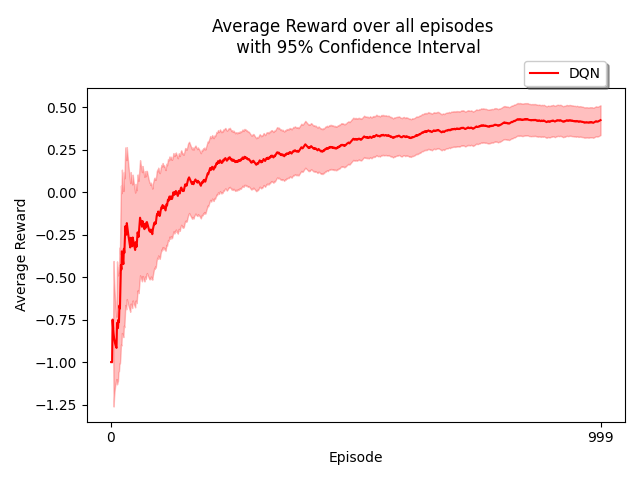 Average Reward over all episodes
with 95% Confidence Interval
DQN
0.50
0.25
0.00
−0.25
−0.50
−0.75
−1.00
−1.25
Average Reward
0
999
Episode